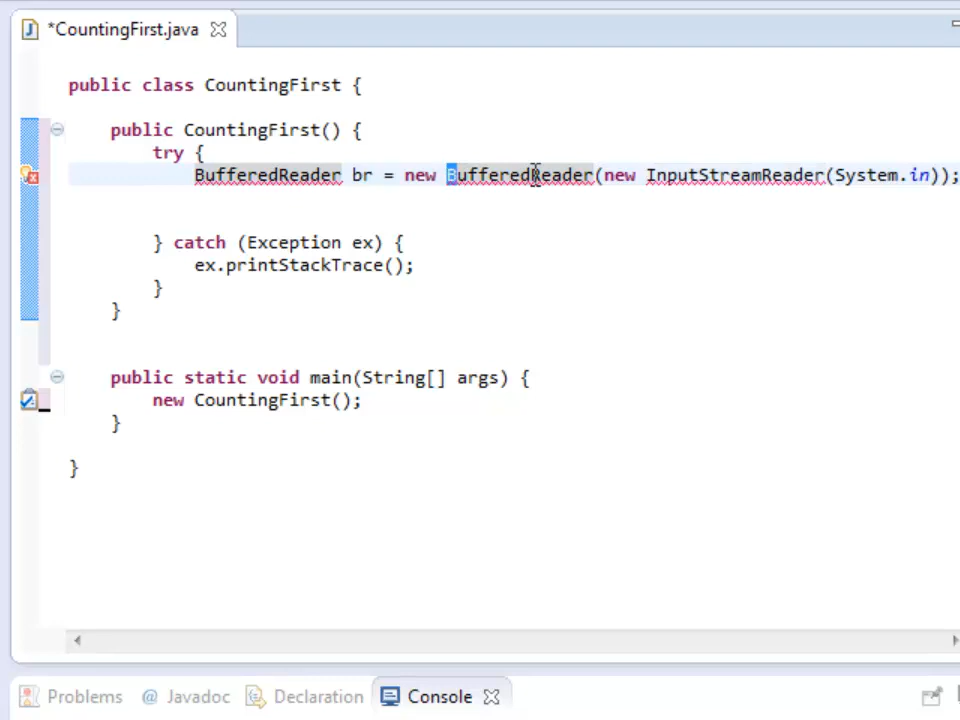 *CountingFirst.java
public class CountingFirst {
public CountingFirst() {
try {
BufferedReader br = new BufferedReader(new InputStreamReader(System.in));
} catch (Exception ex) {
ex.printStackTrace();
}
}
public static void main(String[] args) {
new CountingFirst();
}
}
Problems @ Javadoc Declaration Console